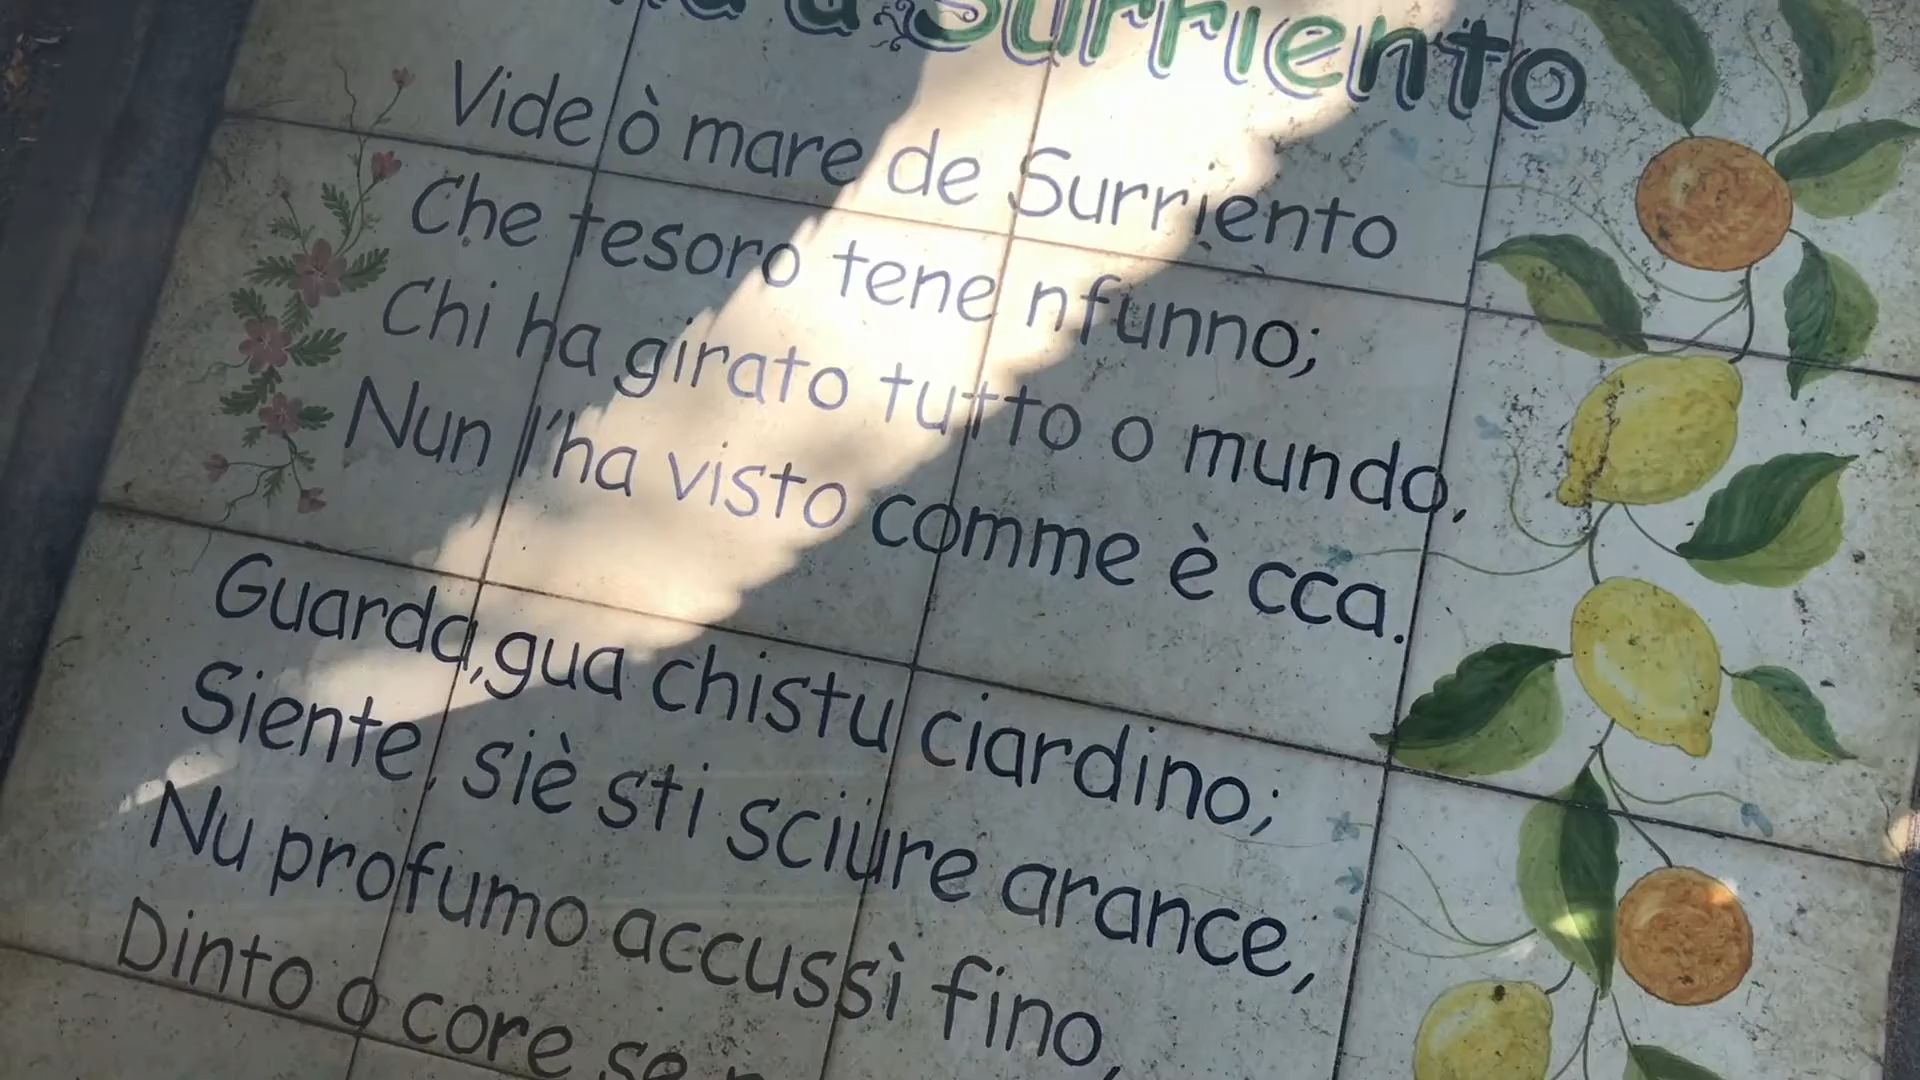 a Surriento
Vide ò mare de Surriento
Che tesoro tene nfunno;
Chi ha girato tutto o mundo,
Nun l'ha visto comme è cca.
Guarda,gua chistu ciardino;
Siente, siè sti sciure arance,
Nu profumo accussì fino,
Dinto o core se